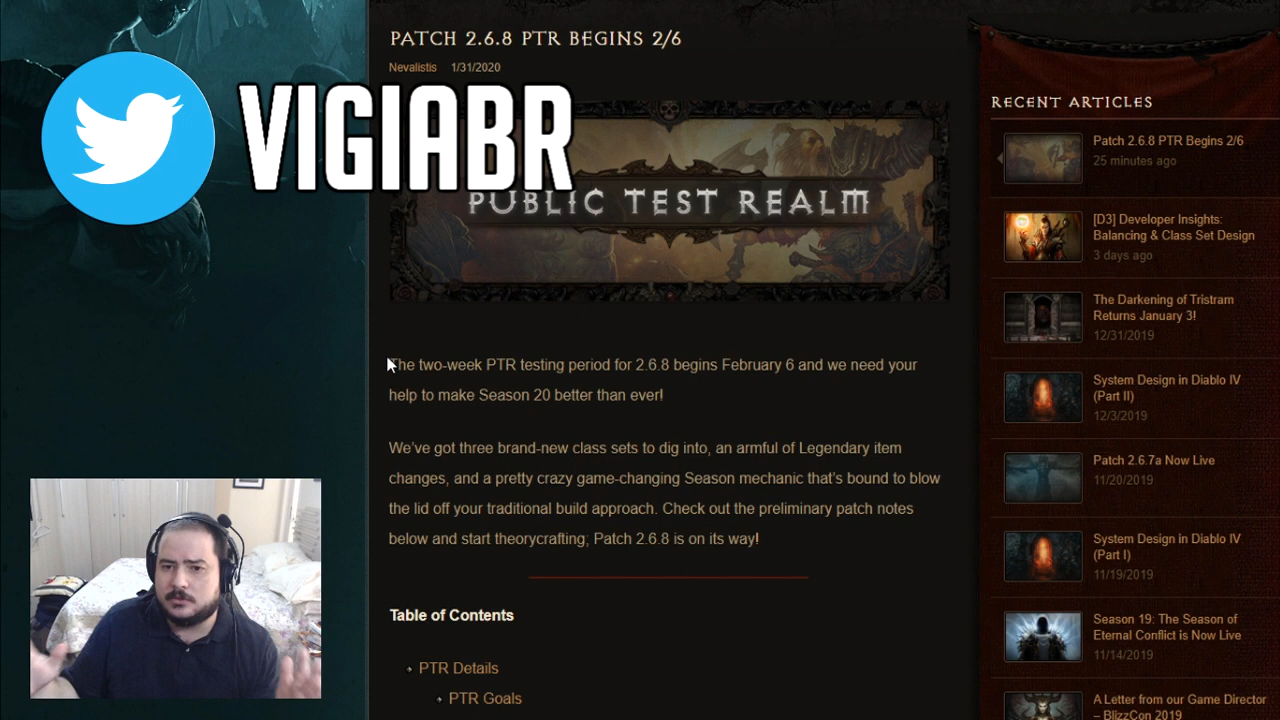 PATCH 2.6.8 PTR BEGINS 2/6
Nevalistis 1/31/2020
VIGIABR
PUBLIC TEST REALM
The two-week PTR testing period for 2.6.8 begins February 6 and we need your
help to make Season 20 better than ever!
We've got three brand-new class sets to dig into, an armful of Legendary item
changes, and a pretty crazy game-changing Season mechanic that's bound to blow
the lid off your traditional build approach. Check out the preliminary patch notes
below and start theorycrafting; Patch 2.6.8 is on its way!
Table of Contents
PTR Details
PTR Goals
RECENT ARTICLES
Patch 2.6.8 PTR Begins 2/6
25 minutes ago
[D3] Developer Insights:
Balancing & Class Set Design
3 days ago
The Darkening of Tristram
Returns January 3!
12/31/2019
System Design in Diablo IV
(Part II)
12/3/2019
Patch 2.6.7a Now Live
11/20/2019
System Design in Diablo IV
(Part I)
11/19/2019
Season 19: The Season of
Eternal Conflict is Now Live
11/14/2019
A Letter from our Game Director
– BlizzCon 2019